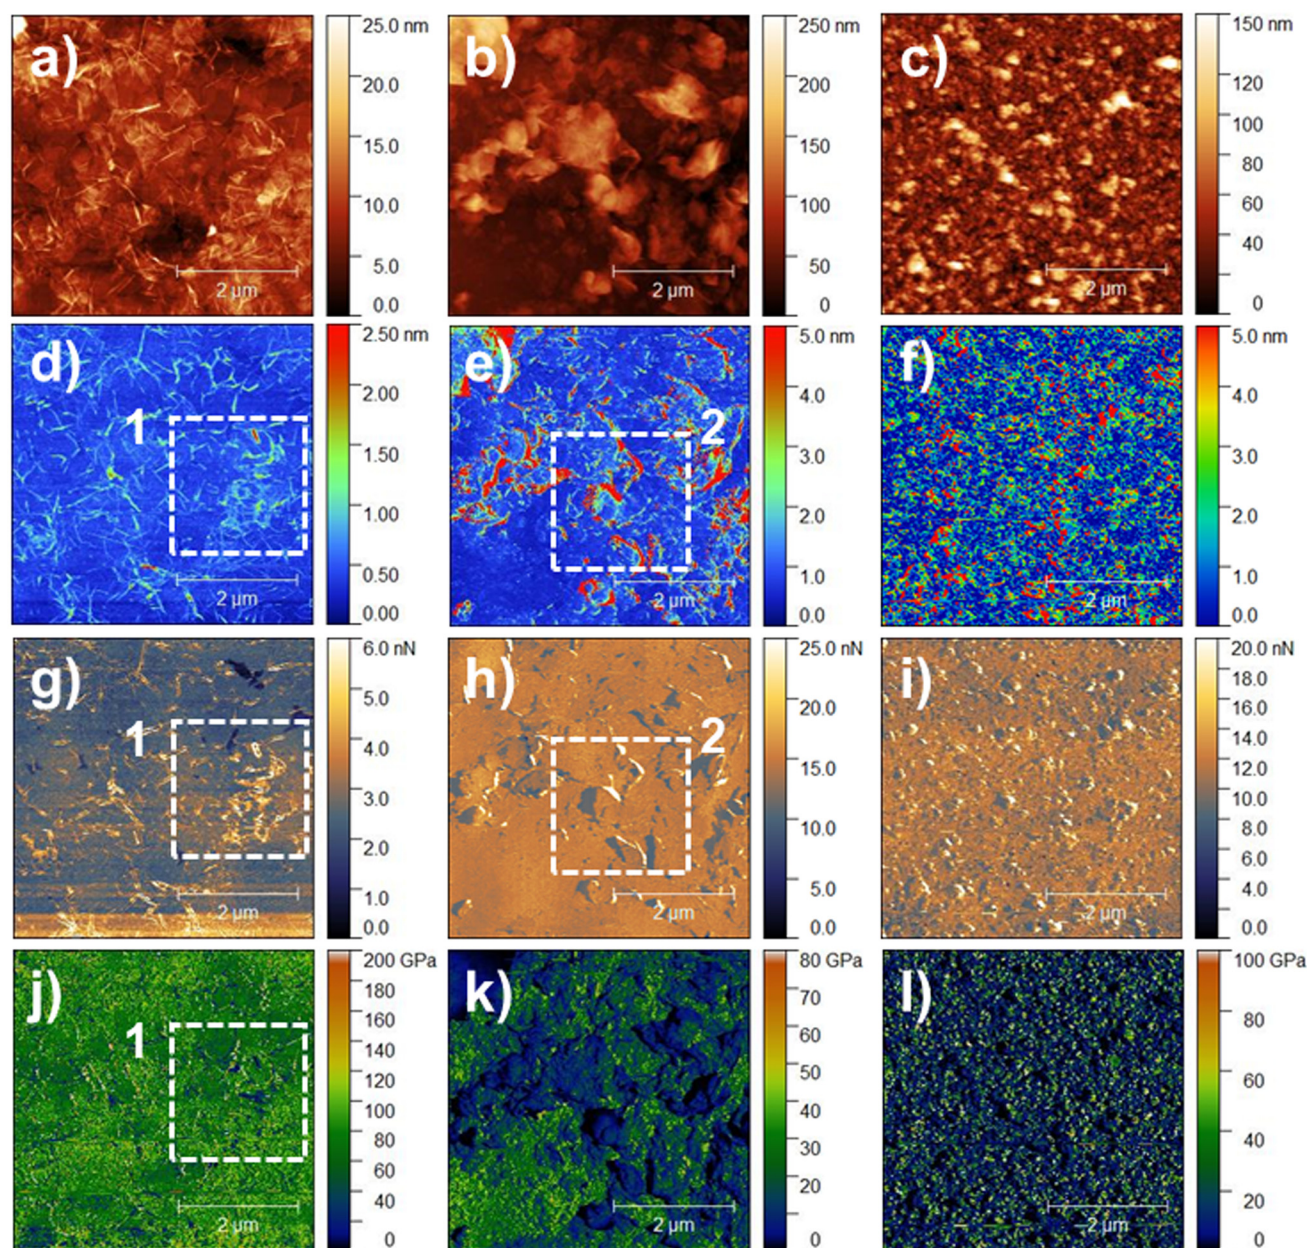 a)
25.0 nm
20.0
15.0
10.0
5.0
0.0
2 µm
b)
250 nm
200
150
100
50
0
2 µm
c)
150 nm
120
100
80
60
40
0
2 µm
d)
1
2.50 nm
2.00
1.50
1.00
0.50
0.00
2 µm
e)
2
5.0 nm
4.0
3.0
2.0
1.0
0.0
2 µm
f)
5.0 nm
4.0
3.0
2.0
1.0
0.0
2 µm
g)
1
6.0 nN
5.0
4.0
3.0
2.0
1.0
0.0
2 µm
h)
2
25.0 nN
20.0
15.0
10.0
5.0
0.0
2 µm
i)
20.0 nN
18.0
16.0
14.0
12.0
10.0
8.0
6.0
4.0
0.0
2 µm
j)
1
200 GPa
180
160
140
120
100
80
60
40
0
2 µm
k)
80 GPa
70
60
50
40
30
20
0
2 µm
l)
100 GPa
80
60
40
20
0
2 µm